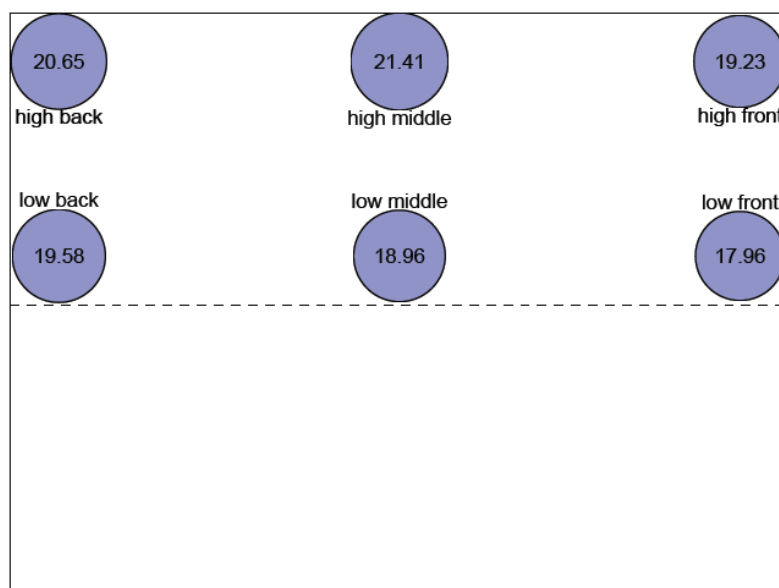 20.65 21.41 19.23
high back high middle high front
low back low middle low front
19.58 18.96 17.96